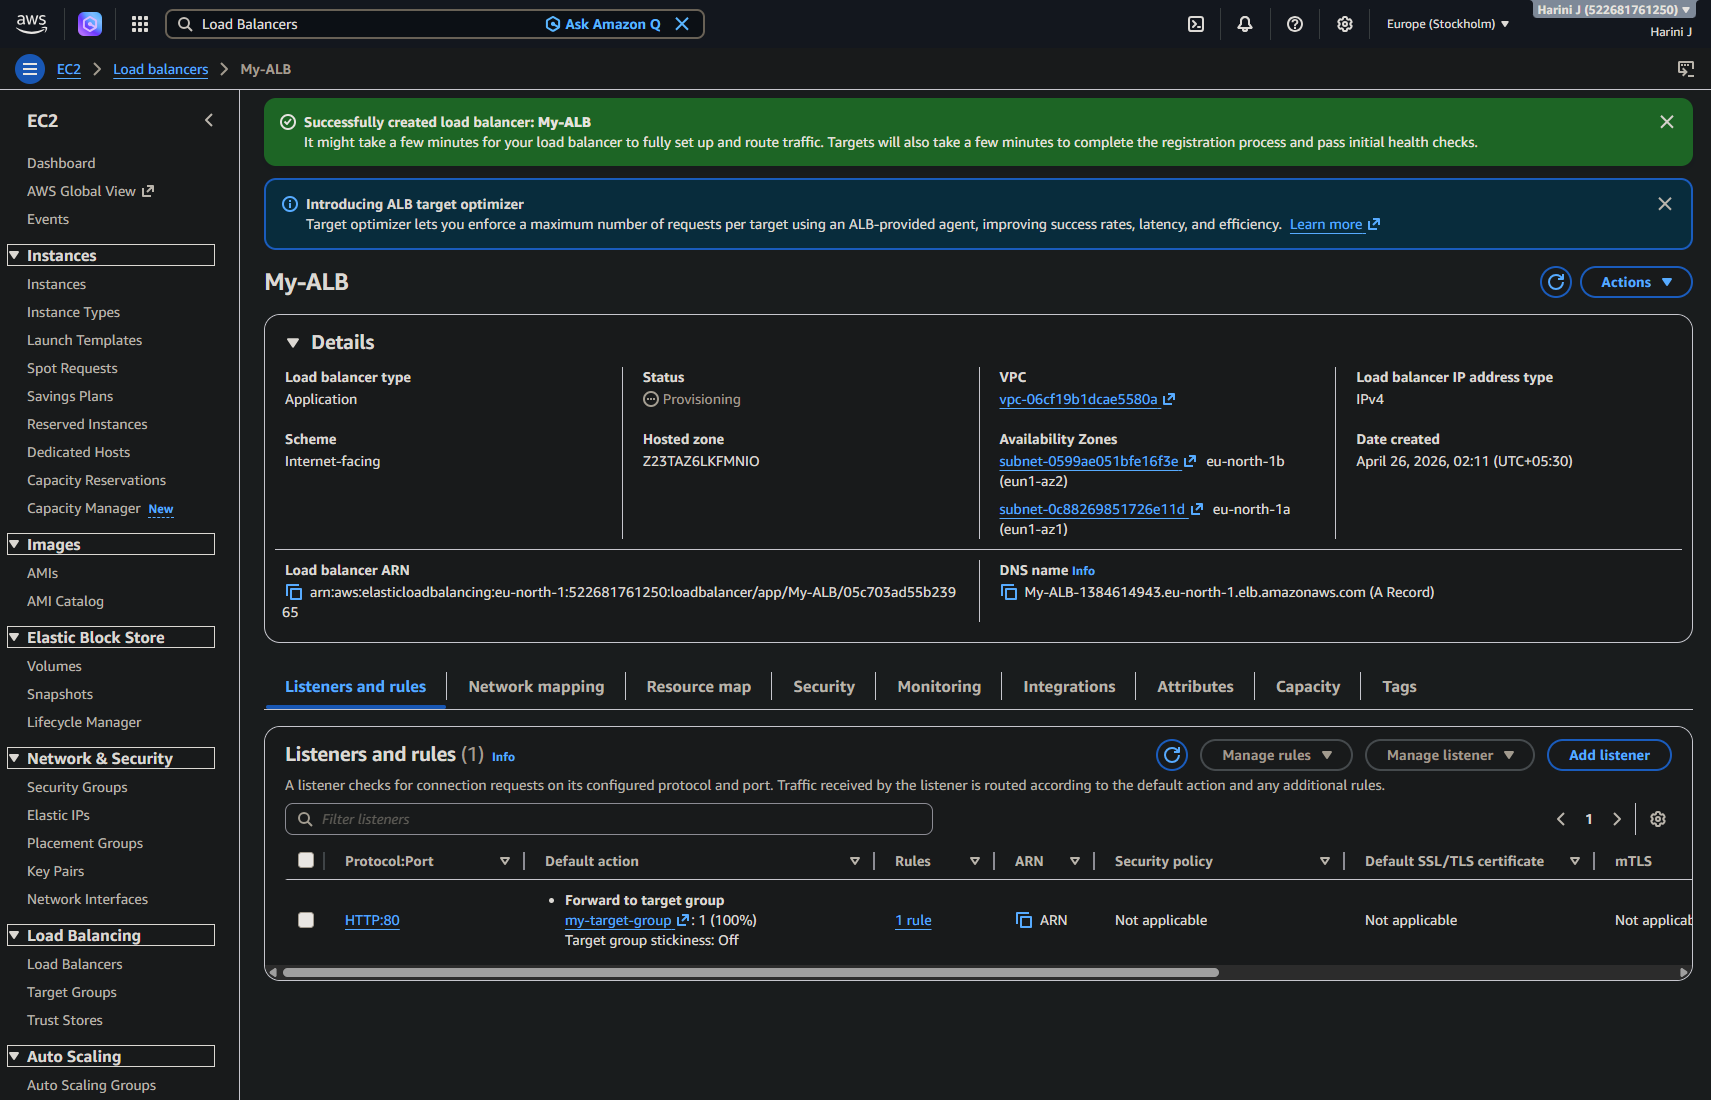 aws
Load Balancers
Ask Amazon Q
Europe (Stockholm)
Harini J (522681761250)
Harini J
EC2
Load balancers
My-ALB
EC2
Dashboard
AWS Global View
Events
Instances
Instances
Instance Types
Launch Templates
Spot Requests
Savings Plans
Reserved Instances
Dedicated Hosts
Capacity Reservations
Capacity Manager New
Images
AMIs
AMI Catalog
Elastic Block Store
Volumes
Snapshots
Lifecycle Manager
Network & Security
Security Groups
Elastic IPs
Placement Groups
Key Pairs
Network Interfaces
Load Balancing
Load Balancers
Target Groups
Trust Stores
Auto Scaling
Auto Scaling Groups
Successfully created load balancer: My-ALB
It might take a few minutes for your load balancer to fully set up and route traffic. Targets will also take a few minutes to complete the registration process and pass initial health checks.
Introducing ALB target optimizer
Target optimizer lets you enforce a maximum number of requests per target using an ALB-provided agent, improving success rates, latency, and efficiency. Learn more
My-ALB
Actions
Details
Load balancer type
Application
Scheme
Internet-facing
Status
Provisioning
Hosted zone
Z23TAZ6LKFMNIO
VPC
vpc-06cf19b1dcae5580a
Availability Zones
subnet-0599ae051bfe16f3e eu-north-1b
(eun1-az2)
subnet-0c88269851726e11d eu-north-1a
(eun1-az1)
Load balancer IP address type
IPv4
Date created
April 26, 2026, 02:11 (UTC+05:30)
Load balancer ARN
arn:aws:elasticloadbalancing:eu-north-1:522681761250:loadbalancer/app/My-ALB/05c703ad55b239
65
DNS name Info
My-ALB-1384614943.eu-north-1.elb.amazonaws.com (A Record)
Listeners and rules
Network mapping
Resource map
Security
Monitoring
Integrations
Attributes
Capacity
Tags
Listeners and rules (1) Info
Manage rules
Manage listener
Add listener
A listener checks for connection requests on its configured protocol and port. Traffic received by the listener is routed according to the default action and any additional rules.
Filter listeners
1
Protocol:Port
Default action
Rules
ARN
Security policy
Default SSL/TLS certificate
mTLS
HTTP:80
• Forward to target group
my-target-group : 1 (100%)
Target group stickiness: Off
1 rule
ARN
Not applicable
Not applicable
Not applicab